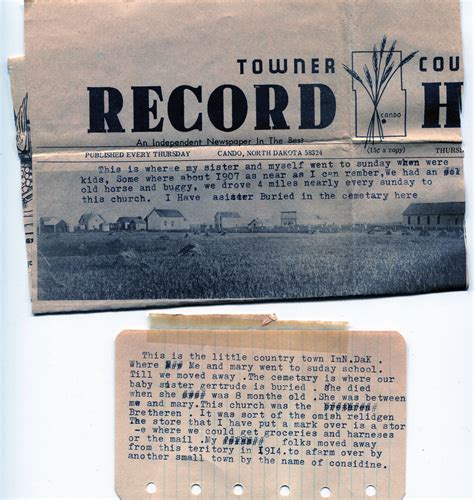 TOWNER COU
RECORD H
cando
An Independent Newspaper In The Best
PUBLISHED EVERY THURSDAY CANDO, NORTH DAKOTA 58324 (15c a copy) THURS
This is where my sister and myself went to sunday when were
kids, Some where about 1907 as near as I can rember,We had an
old horse and buggy, we drove 4 miles nearly every sunday to
this church. I Have asister Buried in the cemetary here
This is the little country town InN.DaK .
Where Me and mary went to suday school.
Till we moved away .The cemetary is where our
baby sister gertrude is buried . she died
when she was 8 months old .She was between
me and mary.This church was the
Bretheren . It was sort of the omish relidgen
The store that I have put a mark over is a stor
-e where we could get groceries and harneses
or the mail .My folks moved away
from this teritory in 1914.to afarm over by
another small town by the name of considine.